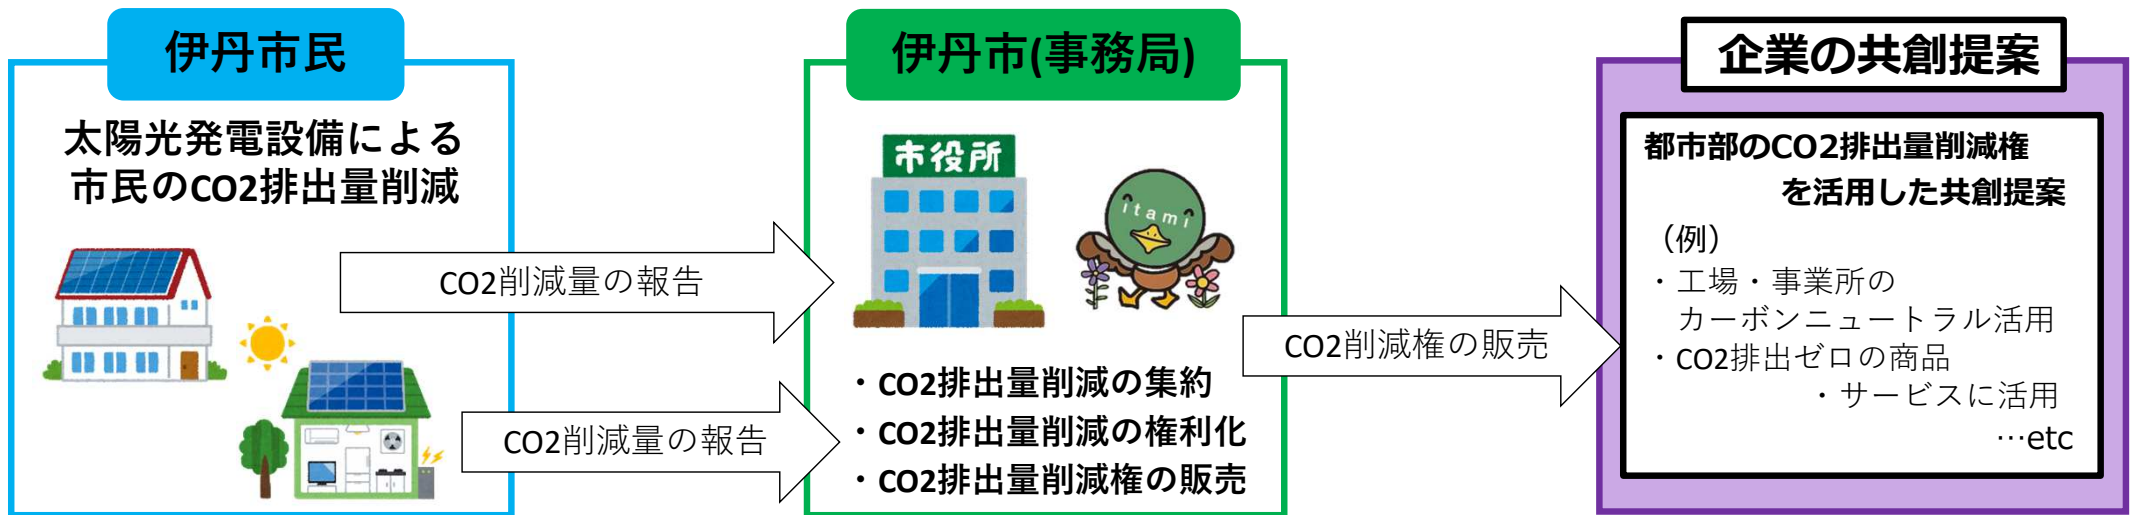 伊丹市民
太陽光発電設備による
市民のCO2排出量削減
CO2削減量の報告
CO2削減量の報告
伊丹市(事務局)
市役所
itami
・CO2排出量削減の集約
・CO2排出量削減の権利化
・CO2排出量削減権の販売
CO2削減権の販売
企業の共創提案
都市部のCO2排出量削減権
を活用した共創提案
（例）
・工場・事業所の
カーボンニュートラル活用
・CO2排出ゼロの商品
・サービスに活用
…etc